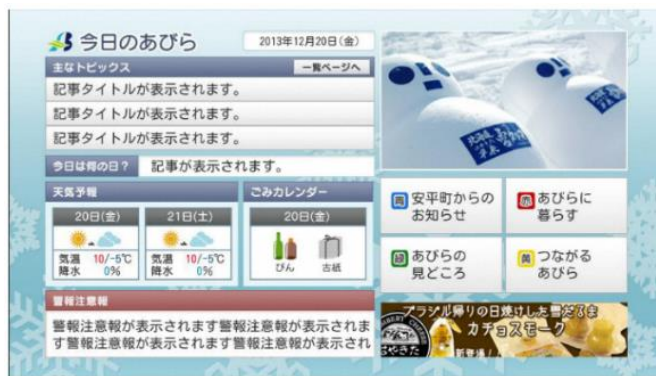 今日のあびら
2013年12月20日(金)
主なトピックス
一覧ページへ
記事タイトルが表示されます。
記事タイトルが表示されます。
記事タイトルが表示されます。
今日は何の日?
記事が表示されます。
天気予報
20日(金)
気温 10/-5℃
降水 0%
21日(土)
気温 10/-5℃
降水 0%
ごみカレンダー
20日(金)
びん
古紙
警報注意報
警報注意報が表示されます警報注意報が表示されま
す警報注意報が表示されます警報注意報が表示され
北海道
青 安平町からの
お知らせ
赤 あびらに
暮らす
緑 あびらの
見どころ
黄 つながる
あびら
ブラジル帰りの日焼けした雪だるま
カチョスモーク